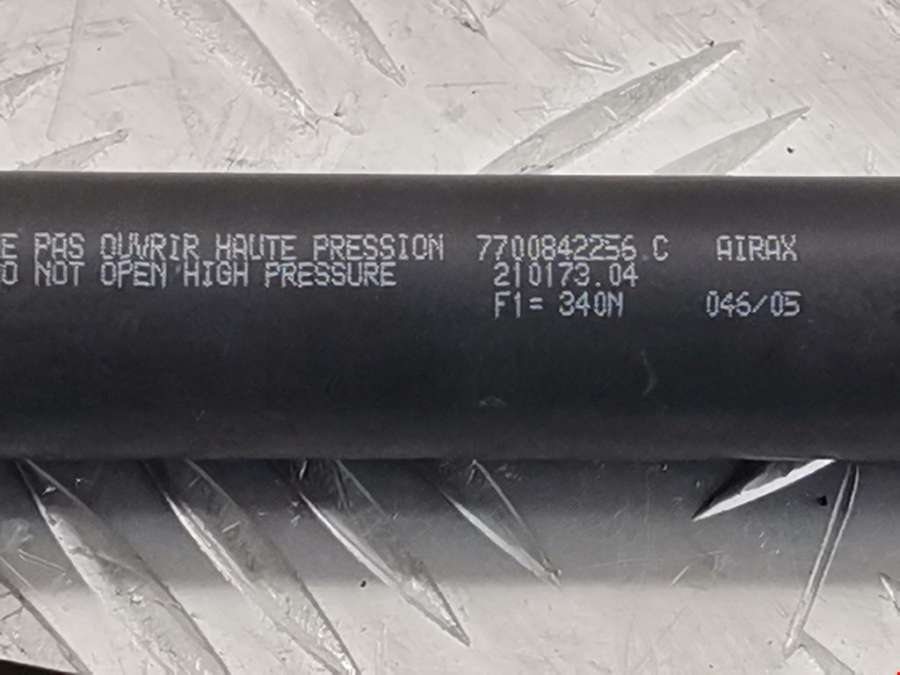 E PAS OUVRIR HAUTE PRESSION 7700842256 C AIRAX
O NOT OPEN HIGH PRESSURE 210173.04
F1= 340N 046/05